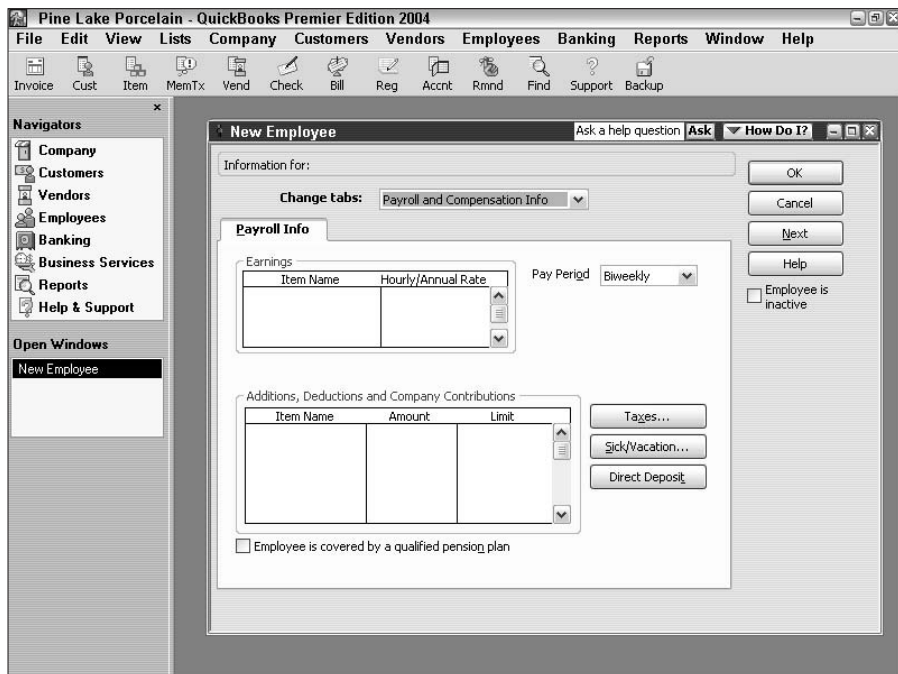 Pine Lake Porcelain - QuickBooks Premier Edition 2004
File Edit View Lists Company Customers Vendors Employees Banking Reports Window Help
Invoice Cust Item MemTx Vend Check Bill Reg Accnt Rmnd Find Support Backup
Navigators
Company
Customers
Vendors
Employees
Banking
Business Services
Reports
Help & Support
Open Windows
New Employee
New Employee Ask a help question Ask How Do I?
Information for:
Change tabs: Payroll and Compensation Info
Payroll Info
Earnings
Item Name Hourly/Annual Rate
Pay Period Biweekly
Additions, Deductions and Company Contributions
Item Name Amount Limit
Taxes...
Sick/Vacation...
Direct Deposit
Employee is covered by a qualified pension plan
OK
Cancel
Next
Help
Employee is
inactive